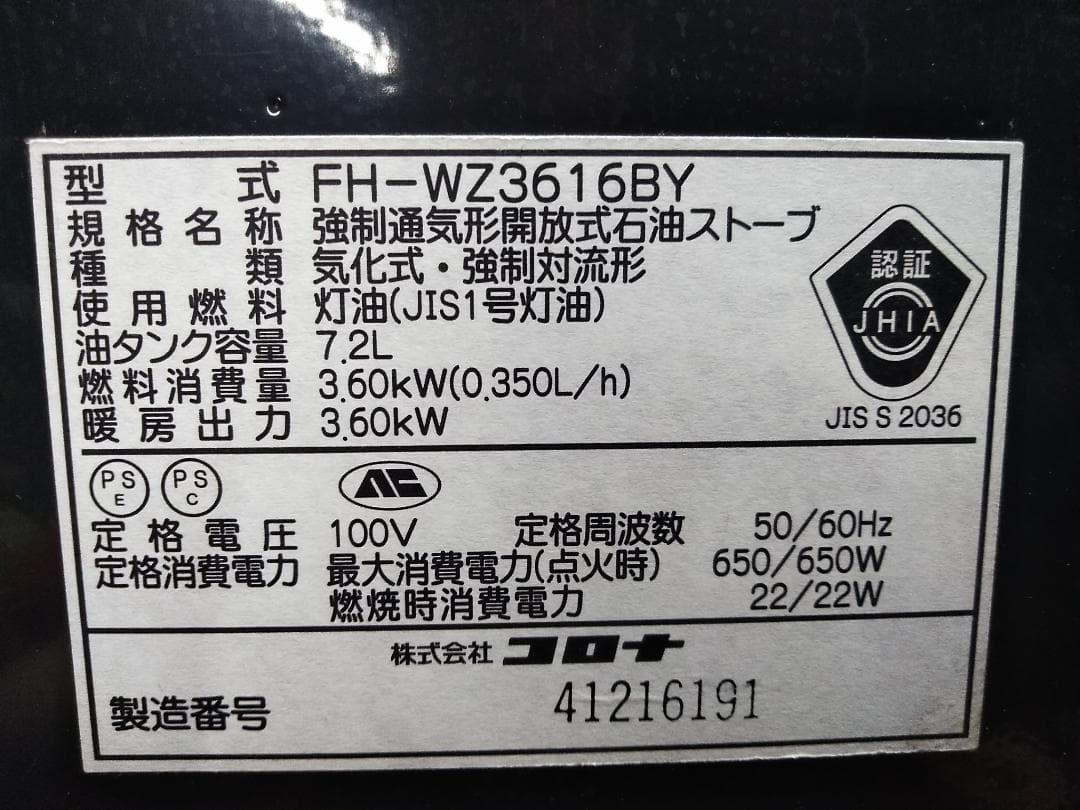 型式 FH-WZ3616BY
規格名称 強制通気形開放式石油ストーブ
種類 気化式・強制対流形
使用燃料 灯油(JIS1号灯油)
油タンク容量 7.2L
燃料消費量 3.60kW(0.350L/h)
暖房出力 3.60kW
認証
JHIA
JIS S 2036
PS E PS C
定格電圧 100V 定格周波数 50/60Hz
定格消費電力 最大消費電力(点火時) 650/650W
燃焼時消費電力 22/22W
株式会社 コロナ
製造番号 41216191